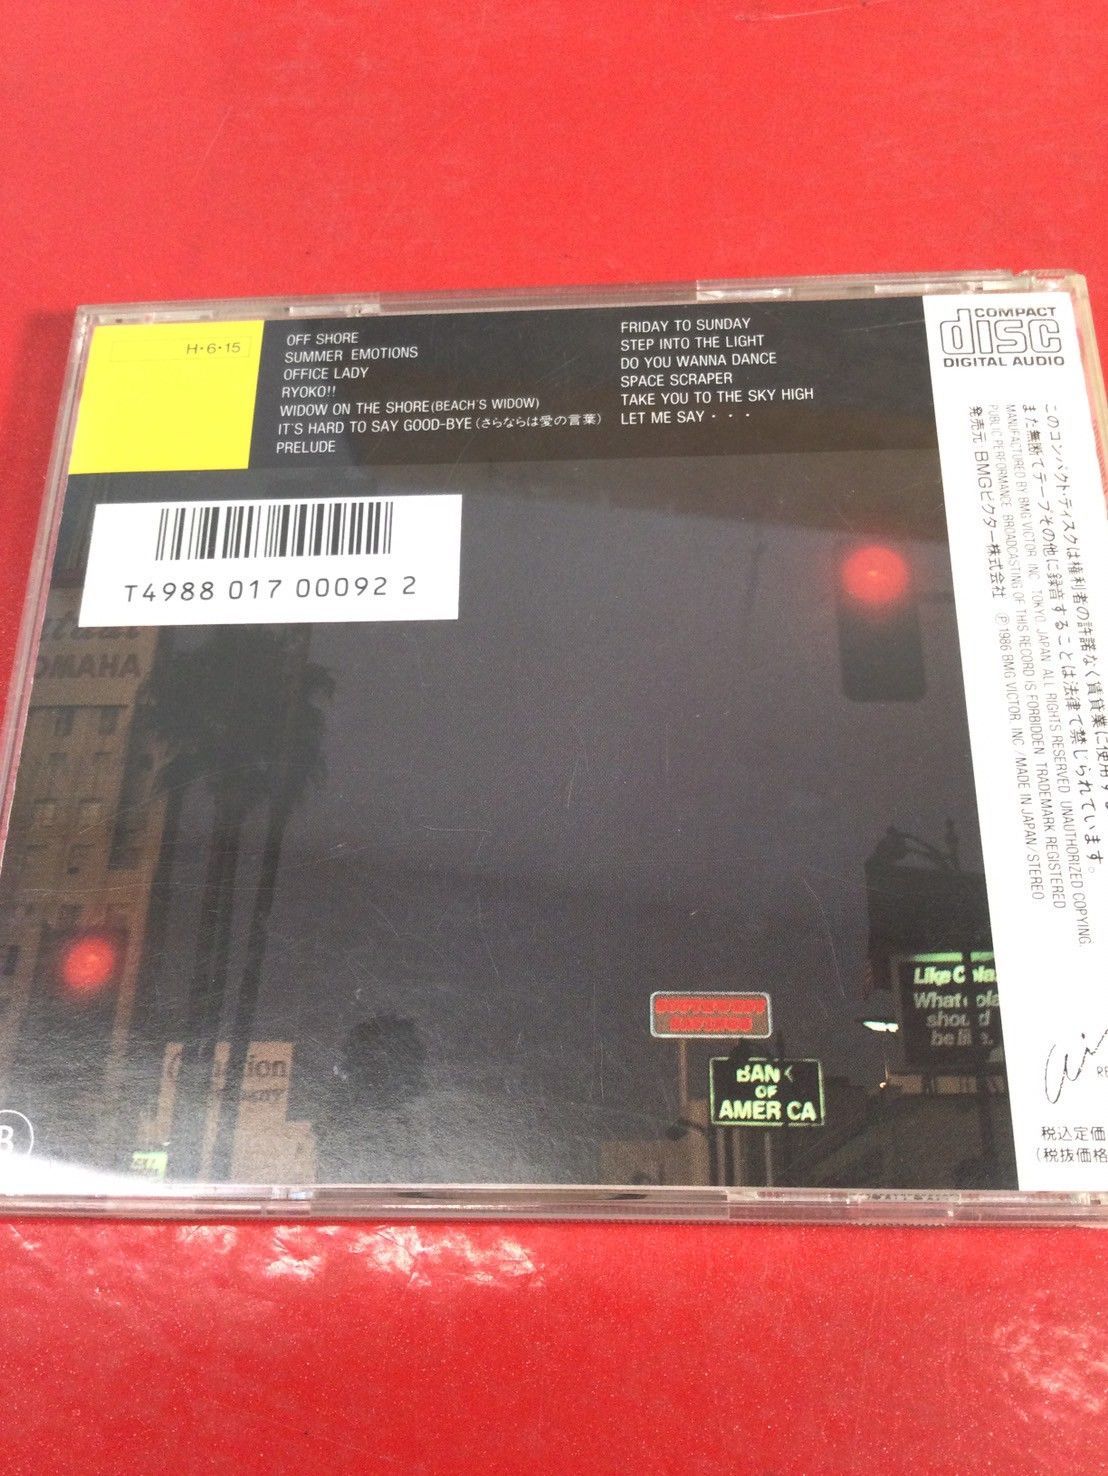 H・6・15
OFF SHORE
SUMMER EMOTIONS
OFFICE LADY
RYOKO!!
WIDOW ON THE SHORE (BEACH'S WIDOW)
IT'S HARD TO SAY GOOD-BYE (さらならは愛の言葉)
PRELUDE
FRIDAY TO SUNDAY
STEP INTO THE LIGHT
DO YOU WANNA DANCE
SPACE SCRAPER
TAKE YOU TO THE SKY HIGH
LET ME SAY・・・
COMPACT
disc
DIGITAL AUDIO
このコンパクト・ディスクは権利者の許諾なく賃貸業に使用する
また無断でテープその他に録音することは法律で禁じられています。
MANUFACTURED BY BMG VICTOR, INC. TOKYO, JAPAN. ALL RIGHTS RESERVED. UNAUTHORIZED COPYING.
PUBLIC PERFORMANCE. BROADCASTING OF THIS RECORD IS FORBIDDEN. TRADEMARK REGISTERED
発売元 BMGビクター株式会社 ℗ 1986 BMG VICTOR, INC./MADE IN JAPAN/STEREO
T4988 017 00092 2
OMAHA
Like C
What
shou d
be li
BANK
OF
AMERICA
税込定価
(税抜価格